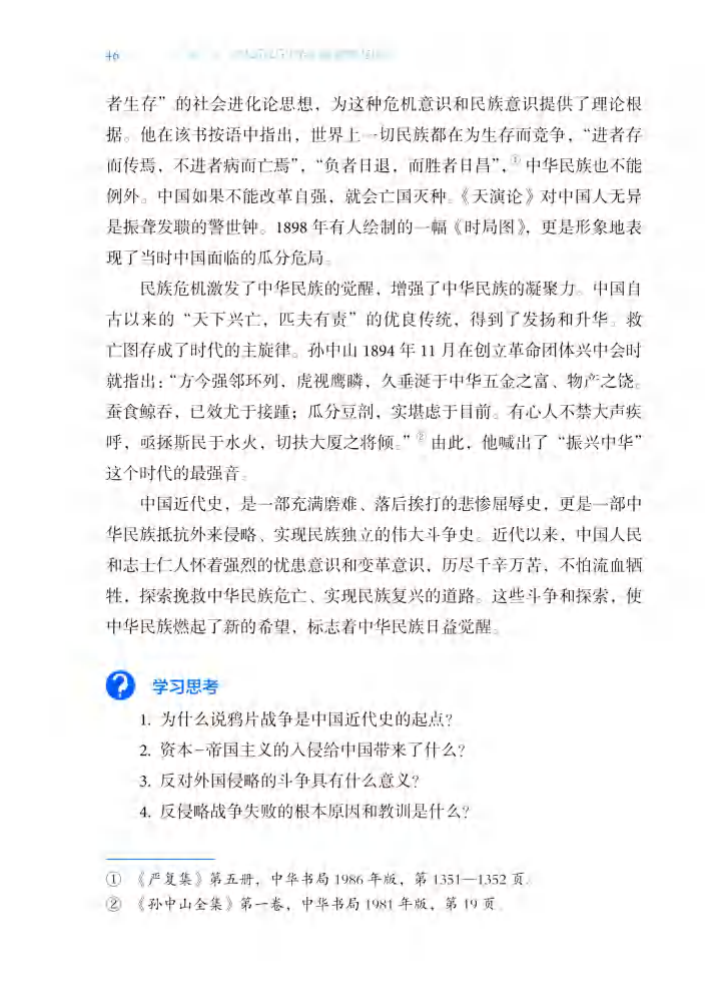 46
者生存”的社会进化论思想，为这种危机意识和民族意识提供了理论根
据。他在该书按语中指出，世界上一切民族都在为生存而竞争，“进者存
而传焉，不进者病而亡焉”，“负者日退，而胜者日昌”，① 中华民族也不能
例外。中国如果不能改革自强，就会亡国灭种。《天演论》对中国人无异
是振聋发聩的警世钟。1898 年有人绘制的一幅《时局图》，更是形象地表
现了当时中国面临的瓜分危局。
民族危机激发了中华民族的觉醒，增强了中华民族的凝聚力。中国自
古以来的“天下兴亡，匹夫有责”的优良传统，得到了发扬和升华。救
亡图存成了时代的主旋律。孙中山 1894 年 11 月在创立革命团体兴中会时
就指出：“方今强邻环列，虎视鹰瞵，久垂涎于中华五金之富、物产之饶。
蚕食鲸吞，已效尤于接踵；瓜分豆剖，实堪虑于目前。有心人不禁大声疾
呼，亟拯斯民于水火，切扶大厦之将倾。”② 由此，他喊出了“振兴中华”
这个时代的最强音。
中国近代史，是一部充满磨难、落后挨打的悲惨屈辱史，更是一部中
华民族抵抗外来侵略、实现民族独立的伟大斗争史。近代以来，中国人民
和志士仁人怀着强烈的忧患意识和变革意识，历尽千辛万苦、不怕流血牺
牲，探索挽救中华民族危亡、实现民族复兴的道路。这些斗争和探索，使
中华民族燃起了新的希望，标志着中华民族日益觉醒。
学习思考
1. 为什么说鸦片战争是中国近代史的起点？
2. 资本－帝国主义的入侵给中国带来了什么？
3. 反对外国侵略的斗争具有什么意义？
4. 反侵略战争失败的根本原因和教训是什么？
① 《严复集》第五册，中华书局 1986 年版，第 1351—1352 页。
② 《孙中山全集》第一卷，中华书局 1981 年版，第 19 页。